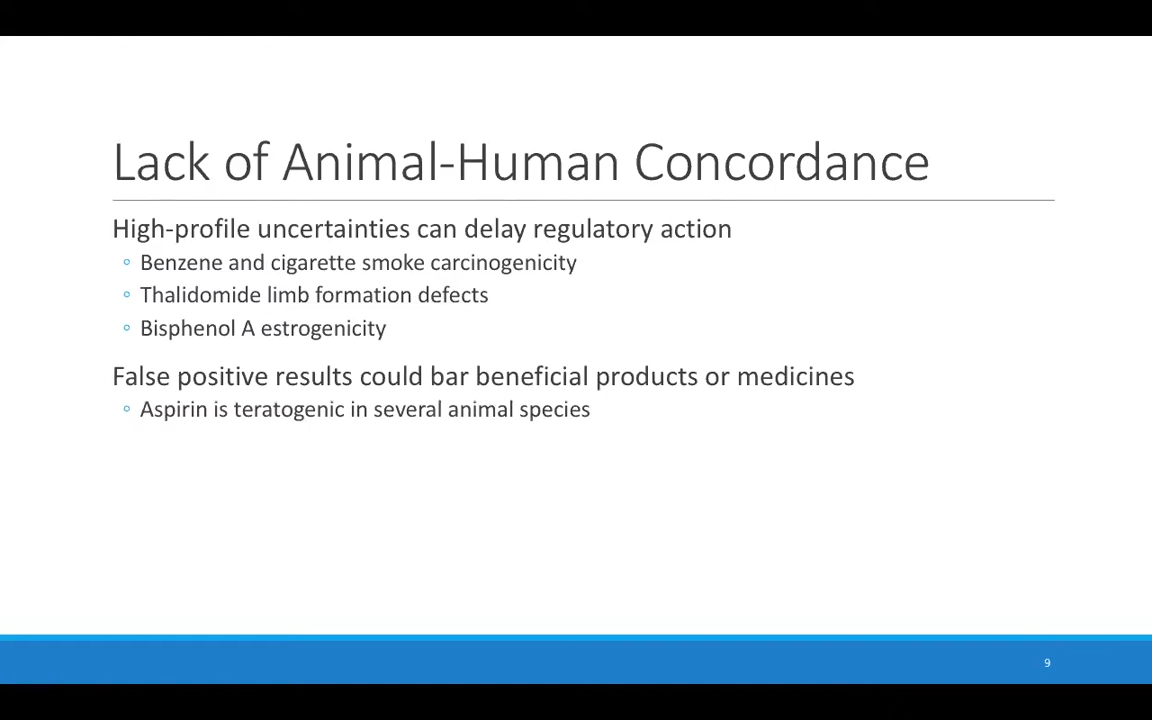 Lack of Animal-Human Concordance
High-profile uncertainties can delay regulatory action
◦ Benzene and cigarette smoke carcinogenicity
◦ Thalidomide limb formation defects
◦ Bisphenol A estrogenicity
False positive results could bar beneficial products or medicines
◦ Aspirin is teratogenic in several animal species
9